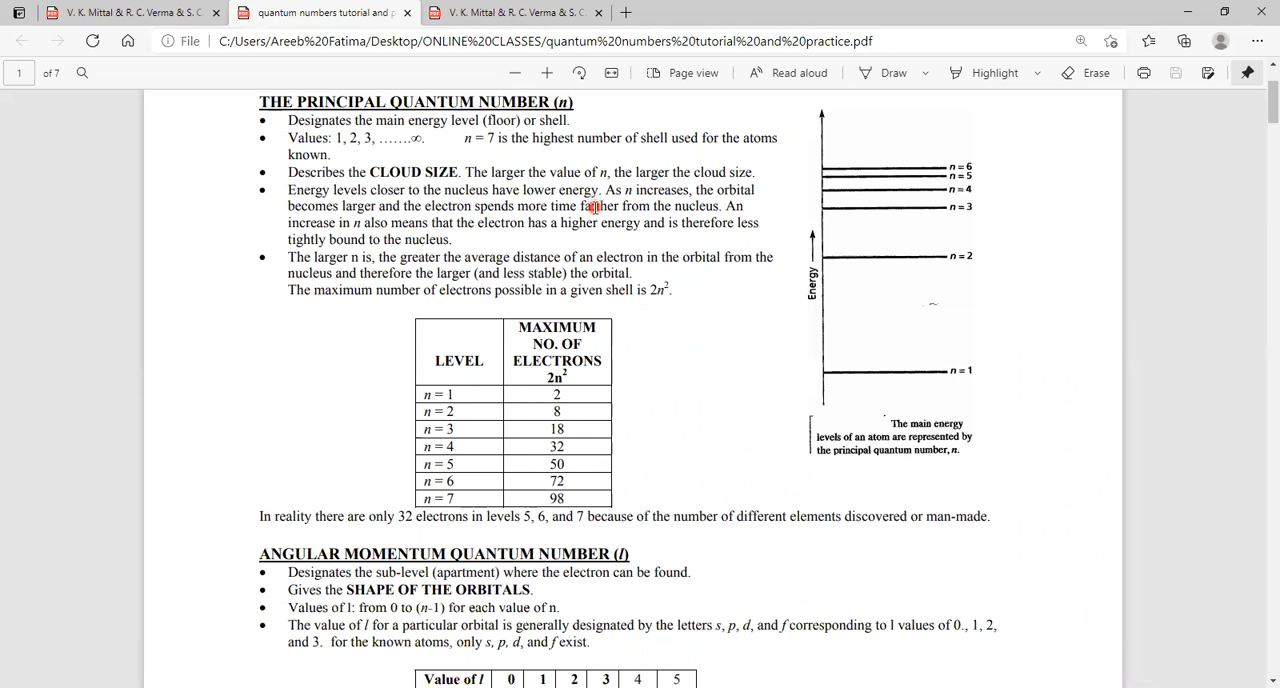 V. K. Mittal & R. C. Verma & S. C.
quantum numbers tutorial and p
V. K. Mittal & R. C. Verma & S. C.
File
C:/Users/Areeb%20Fatima/Desktop/ONLINE%20CLASSES/quantum%20numbers%20tutorial%20and%20practice.pdf
1 of 7
Page view
Read aloud
Draw
Highlight
Erase
THE PRINCIPAL QUANTUM NUMBER (n)
• Designates the main energy level (floor) or shell.
• Values: 1, 2, 3, …….∞. n = 7 is the highest number of shell used for the atoms
known.
• Describes the CLOUD SIZE. The larger the value of n, the larger the cloud size.
• Energy levels closer to the nucleus have lower energy. As n increases, the orbital
becomes larger and the electron spends more time farther from the nucleus. An
increase in n also means that the electron has a higher energy and is therefore less
tightly bound to the nucleus.
• The larger n is, the greater the average distance of an electron in the orbital from the
nucleus and therefore the larger (and less stable) the orbital.
The maximum number of electrons possible in a given shell is 2n².
n = 6
n = 5
n = 4
n = 3
n = 2
n = 1
Energy
The main energy
levels of an atom are represented by
the principal quantum number, n.
LEVEL
MAXIMUM
NO. OF
ELECTRONS
2n²
n = 1 2
n = 2 8
n = 3 18
n = 4 32
n = 5 50
n = 6 72
n = 7 98
In reality there are only 32 electrons in levels 5, 6, and 7 because of the number of different elements discovered or man-made.
ANGULAR MOMENTUM QUANTUM NUMBER (l)
• Designates the sub-level (apartment) where the electron can be found.
• Gives the SHAPE OF THE ORBITALS.
• Values of l: from 0 to (n-1) for each value of n.
• The value of l for a particular orbital is generally designated by the letters s, p, d, and f corresponding to l values of 0., 1, 2,
and 3. for the known atoms, only s, p, d, and f exist.
Value of l 0 1 2 3 4 5